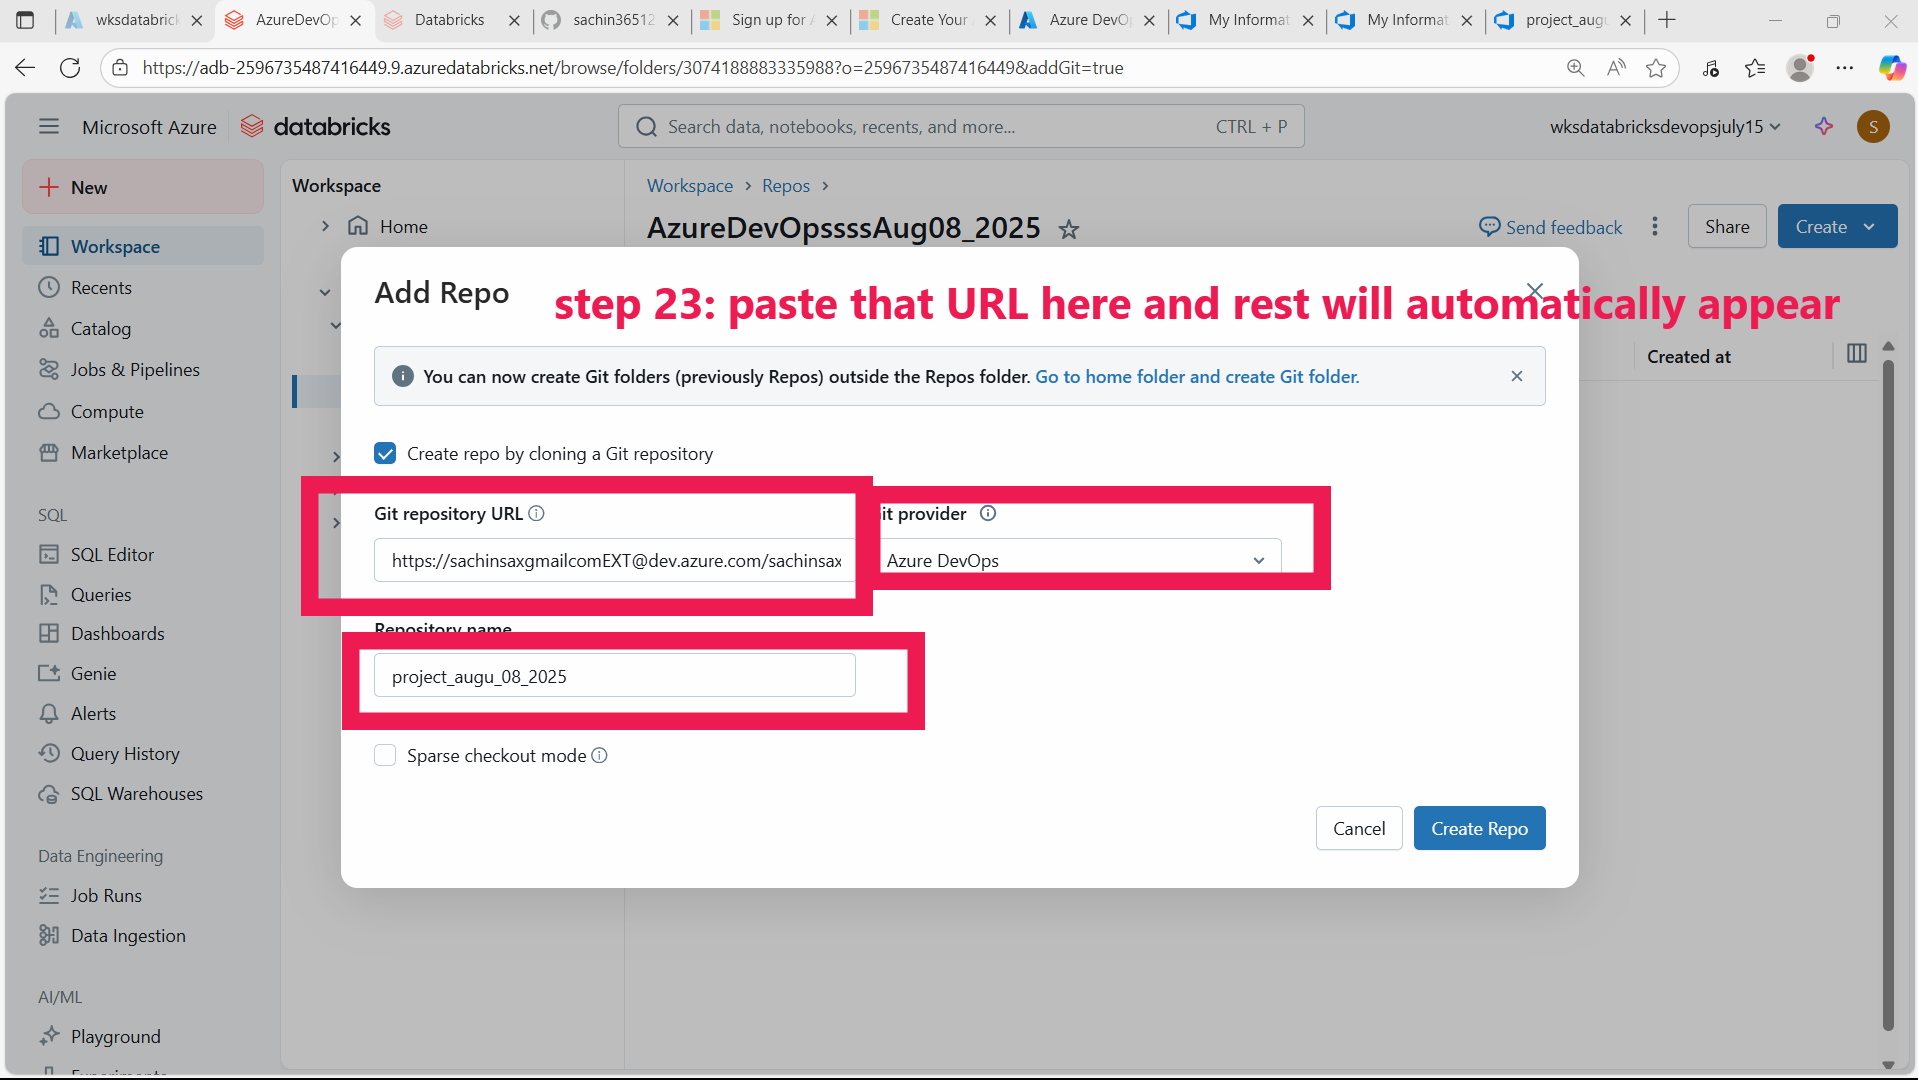 wksdatabrick
AzureDevOp
Databricks
sachin36512
Sign up for A
Create Your
Azure DevO
My Informat
My Informat
project_augu
https://adb-2596735487416449.9.azuredatabricks.net/browse/folders/3074188883335988?o=2596735487416449&addGit=true
Microsoft Azure
databricks
Search data, notebooks, recents, and more...
CTRL + P
wksdatabricksdevopsjuly15
S
New
Workspace
Recents
Catalog
Jobs & Pipelines
Compute
Marketplace
SQL
SQL Editor
Queries
Dashboards
Genie
Alerts
Query History
SQL Warehouses
Data Engineering
Job Runs
Data Ingestion
AI/ML
Playground
Workspace
Home
Workspace > Repos >
AzureDevOpssssAug08_2025
Send feedback
Share
Create
Created at
Add Repo
step 23: paste that URL here and rest will automatically appear
You can now create Git folders (previously Repos) outside the Repos folder. Go to home folder and create Git folder.
Create repo by cloning a Git repository
Git repository URL
https://sachinsaxgmailcomEXT@dev.azure.com/sachinsax
it provider
Azure DevOps
Repository name
project_augu_08_2025
Sparse checkout mode
Cancel
Create Repo